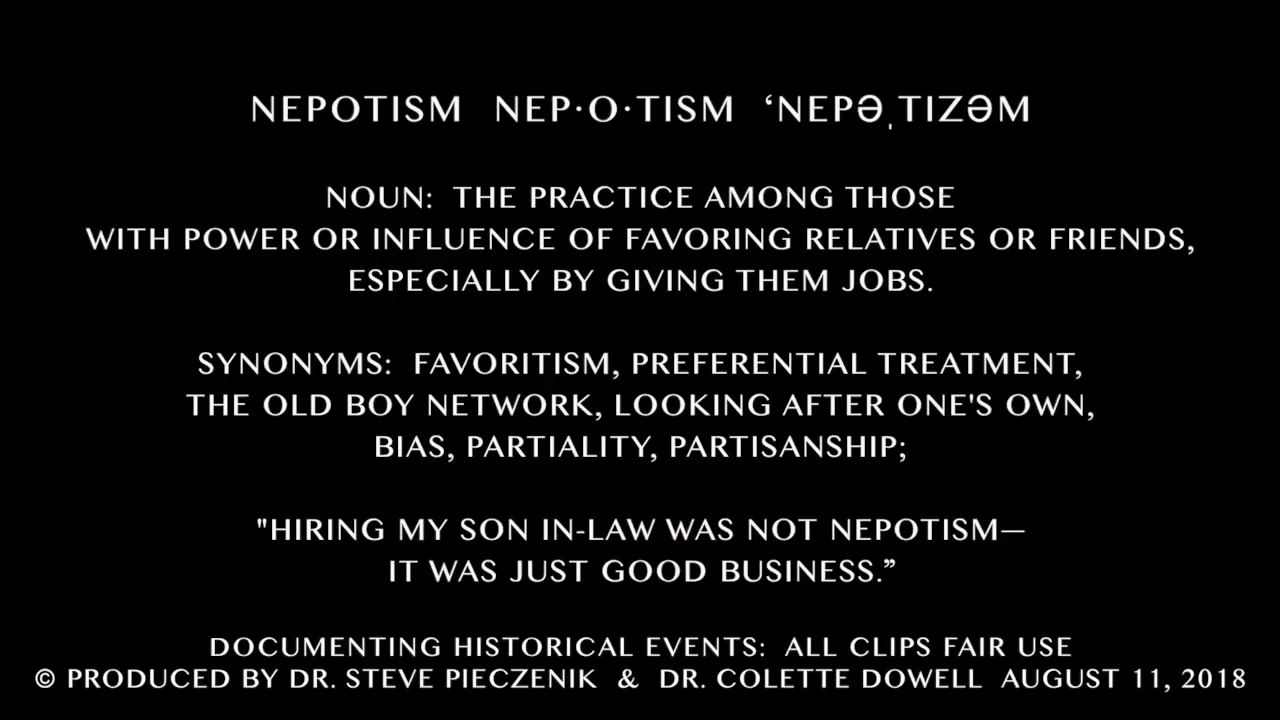 NEPOTISM NEP·O·TISM ‘NEPƏˌTIZƏM
NOUN: THE PRACTICE AMONG THOSE
WITH POWER OR INFLUENCE OF FAVORING RELATIVES OR FRIENDS,
ESPECIALLY BY GIVING THEM JOBS.
SYNONYMS: FAVORITISM, PREFERENTIAL TREATMENT,
THE OLD BOY NETWORK, LOOKING AFTER ONE'S OWN,
BIAS, PARTIALITY, PARTISANSHIP;
"HIRING MY SON IN-LAW WAS NOT NEPOTISM—
IT WAS JUST GOOD BUSINESS.”
DOCUMENTING HISTORICAL EVENTS: ALL CLIPS FAIR USE
© PRODUCED BY DR. STEVE PIECZENIK & DR. COLETTE DOWELL AUGUST 11, 2018